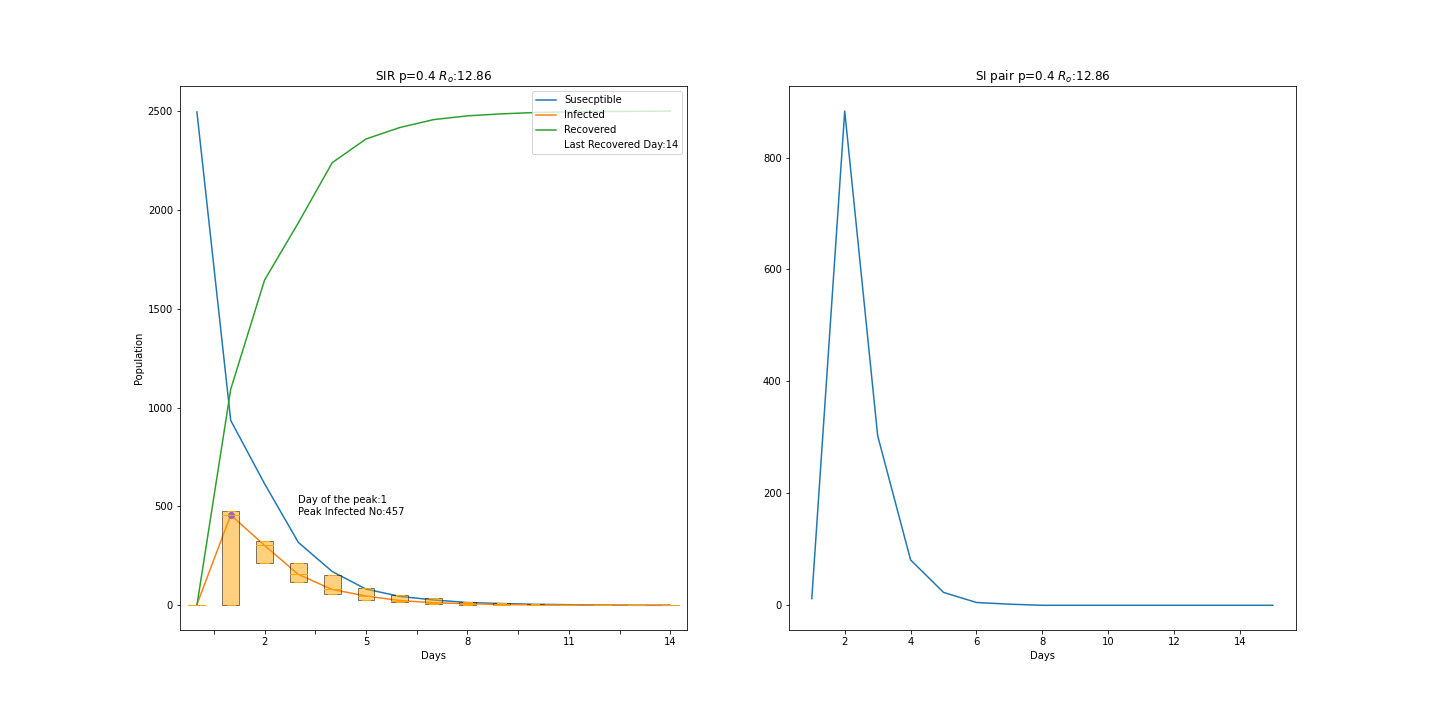 SIR p=0.4 Rₒ:12.86
2500
2000
1500
1000
500
0
Population
Susecptible
Infected
Recovered
Last Recovered Day:14
Day of the peak:1
Peak Infected No:457
2 5 8 11 14
Days
SI pair p=0.4 Rₒ:12.86
800
600
400
200
0
2 4 6 8 10 12 14
Days